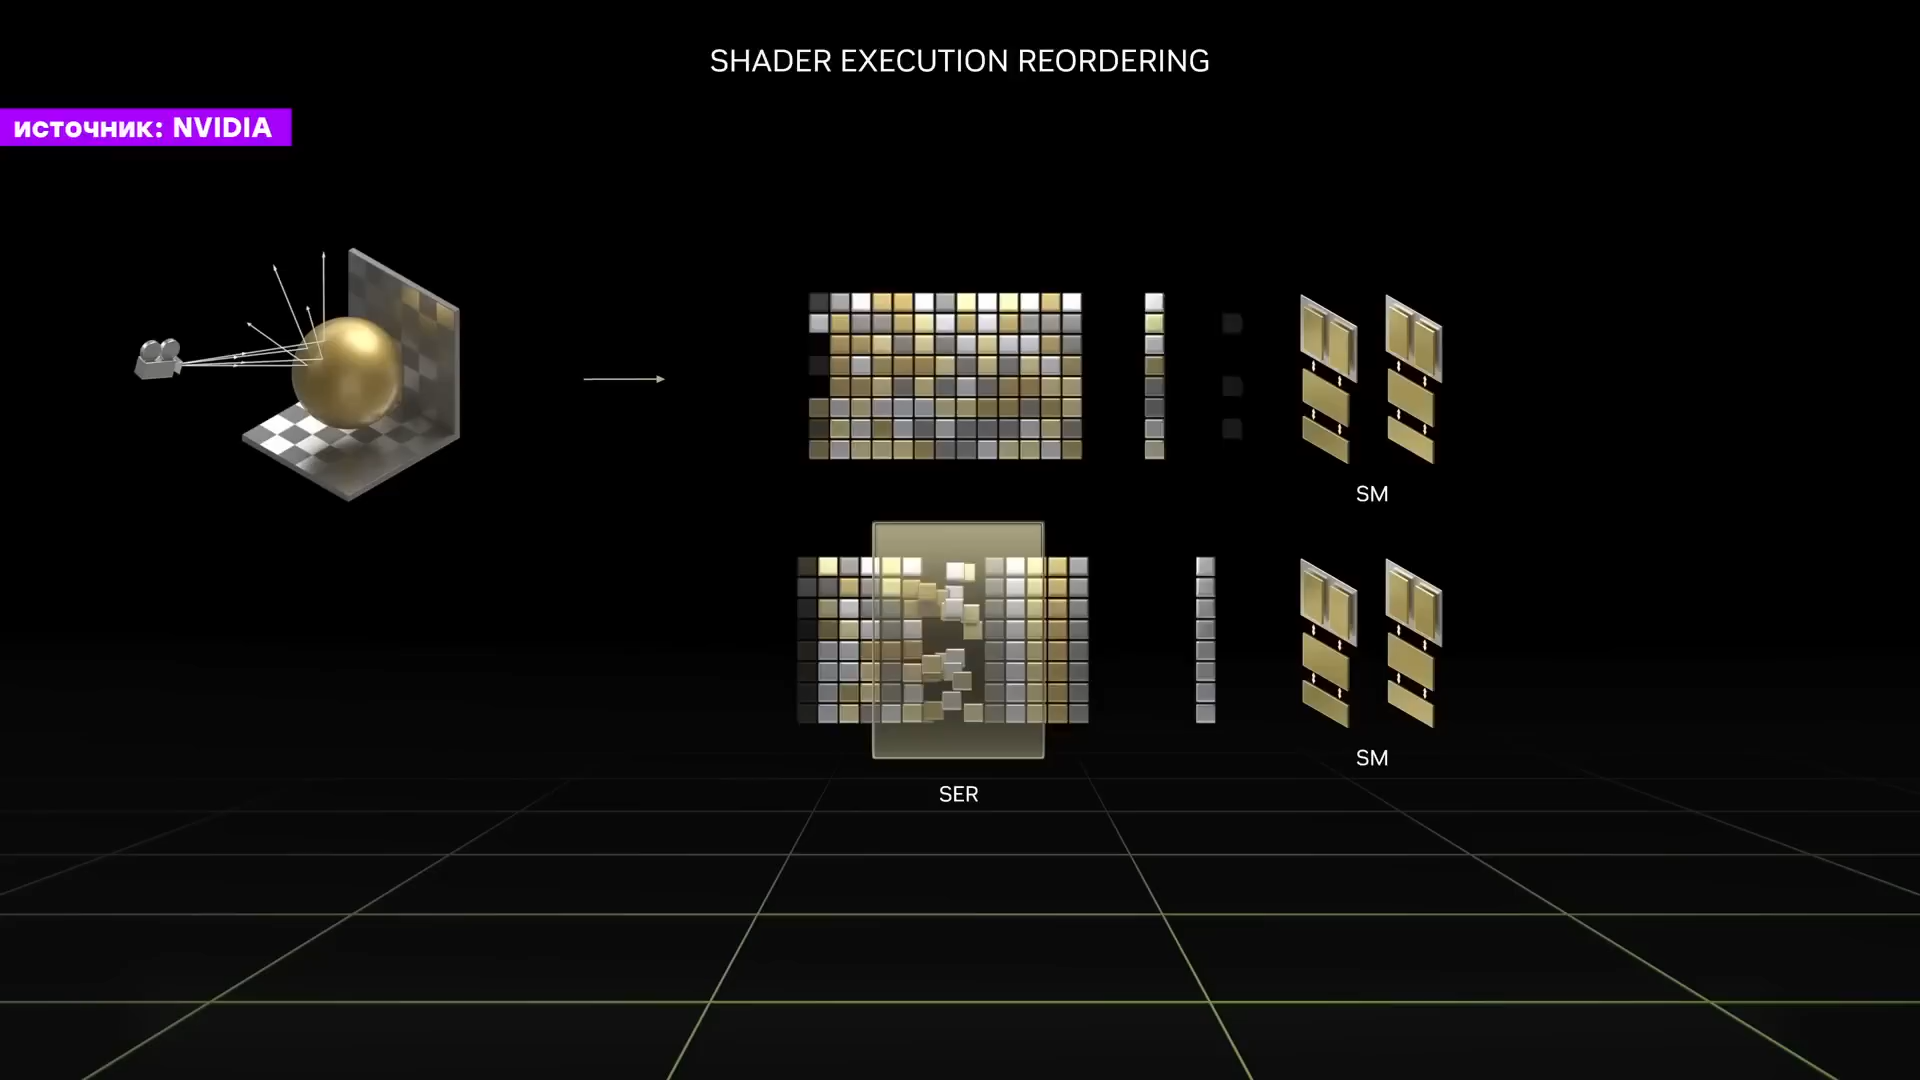 SHADER EXECUTION REORDERING
источник: NVIDIA
SM
SM
SER